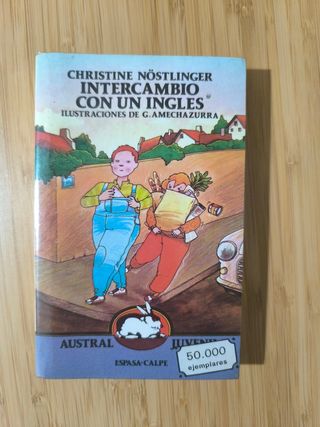 CHRISTINE NÖSTLINGER
INTERCAMBIO
CON UN INGLES
ILUSTRACIONES DE G. AMECHAZURRA
AUSTRAL JUVENIL
50.000
ejemplares
ESPASA-CALPE